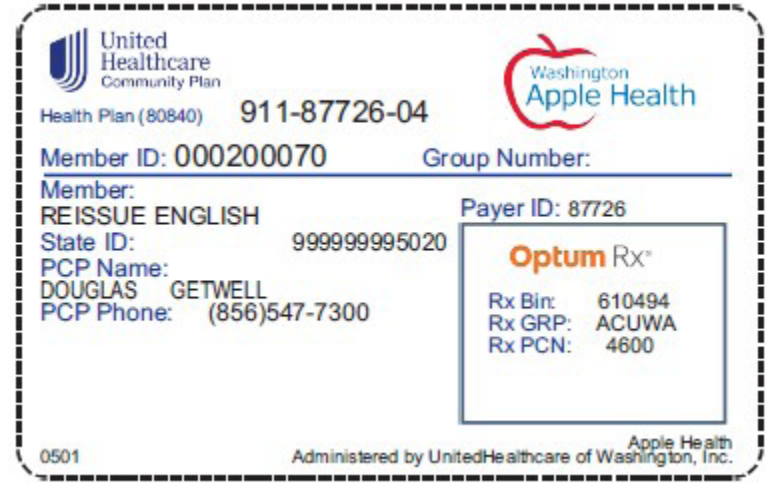 United
Healthcare
Community Plan
Washington
Apple Health
Health Plan (80840) 911-87726-04
Member ID: 000200070 Group Number:
Member:
REISSUE ENGLISH
Payer ID: 87726
State ID: 999999995020
PCP Name:
DOUGLAS GETWELL
PCP Phone: (856)547-7300
Optum Rx®
Rx Bin: 610494
Rx GRP: ACUWA
Rx PCN: 4600
0501
Apple Health
Administered by UnitedHealthcare of Washington, Inc.